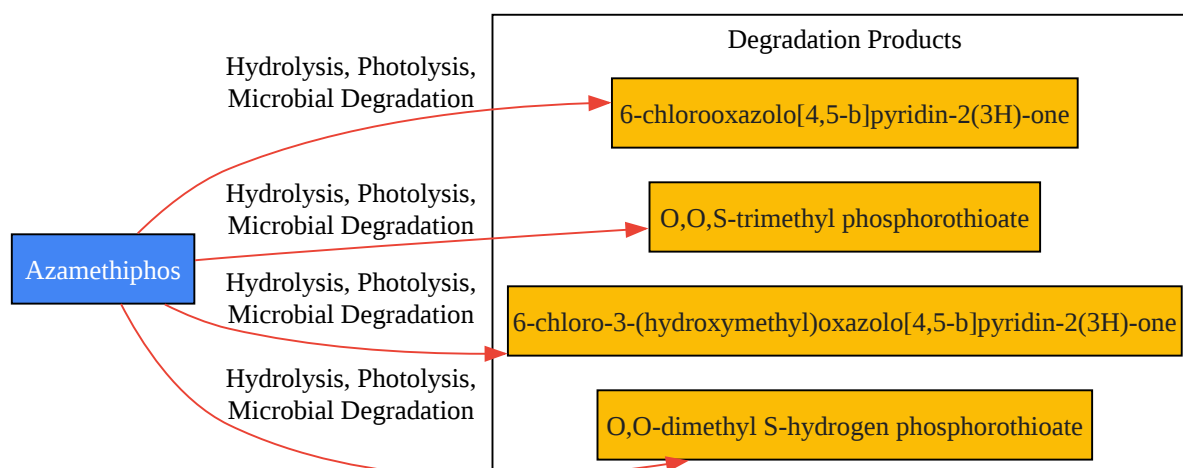 Degradation Products
Hydrolysis, Photolysis,
Microbial Degradation
6-chlorooxazolo[4,5-b]pyridin-2(3H)-one
Hydrolysis, Photolysis,
Microbial Degradation
O,O,S-trimethyl phosphorothioate
Azamethiphos
Hydrolysis, Photolysis,
Microbial Degradation
6-chloro-3-(hydroxymethyl)oxazolo[4,5-b]pyridin-2(3H)-one
Hydrolysis, Photolysis,
Microbial Degradation
O,O-dimethyl S-hydrogen phosphorothioate